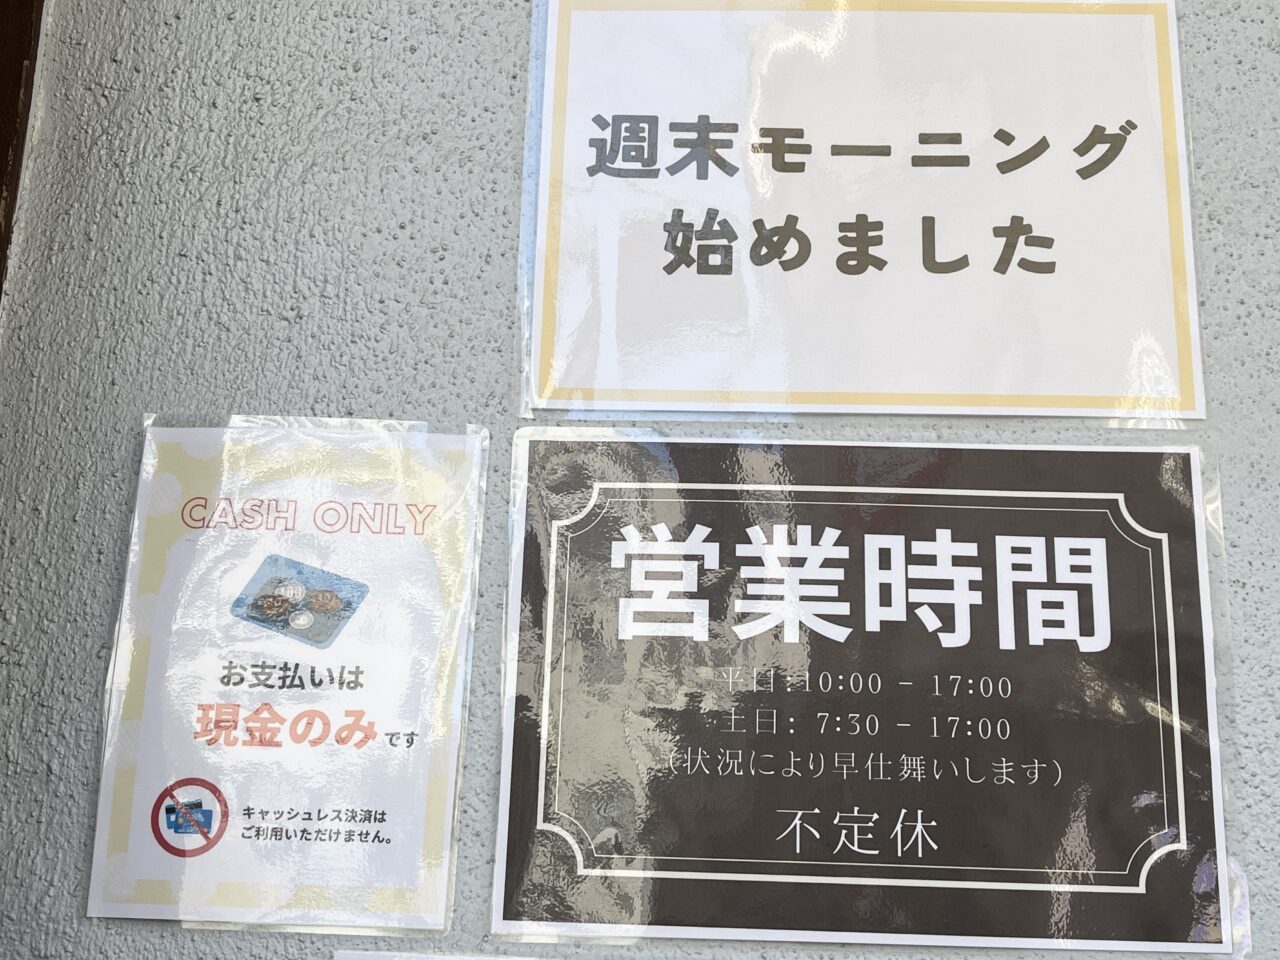 週末モーニング
始めました
CASH ONLY
お支払いは
現金のみです
キャッシュレス決済は
ご利用いただけません。
営業時間
平日:10:00 - 17:00
土日: 7:30 - 17:00
(状況により早仕舞いします)
不定休